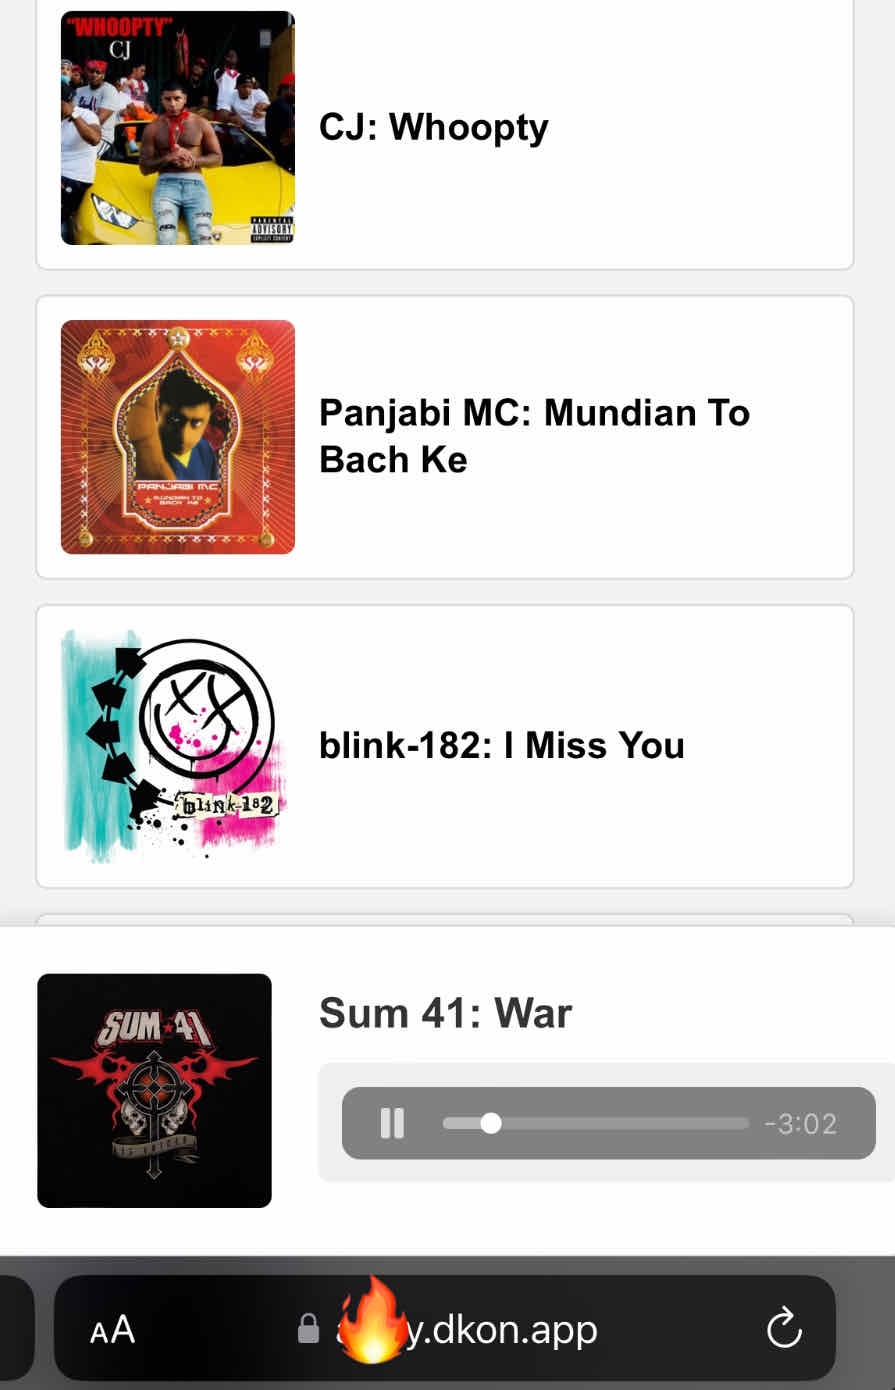 "WHOOPTY"
CJ
PARENTAL
ADVISORY
EXPLICIT CONTENT
CJ: Whoopty
Panjabi MC: Mundian To
Bach Ke
PANJABI MC
MUNDIAN TO
BACH KE
blink-182: I Miss You
blink-182
Sum 41: War
SUM 41
-3:02
AA
y.dkon.app